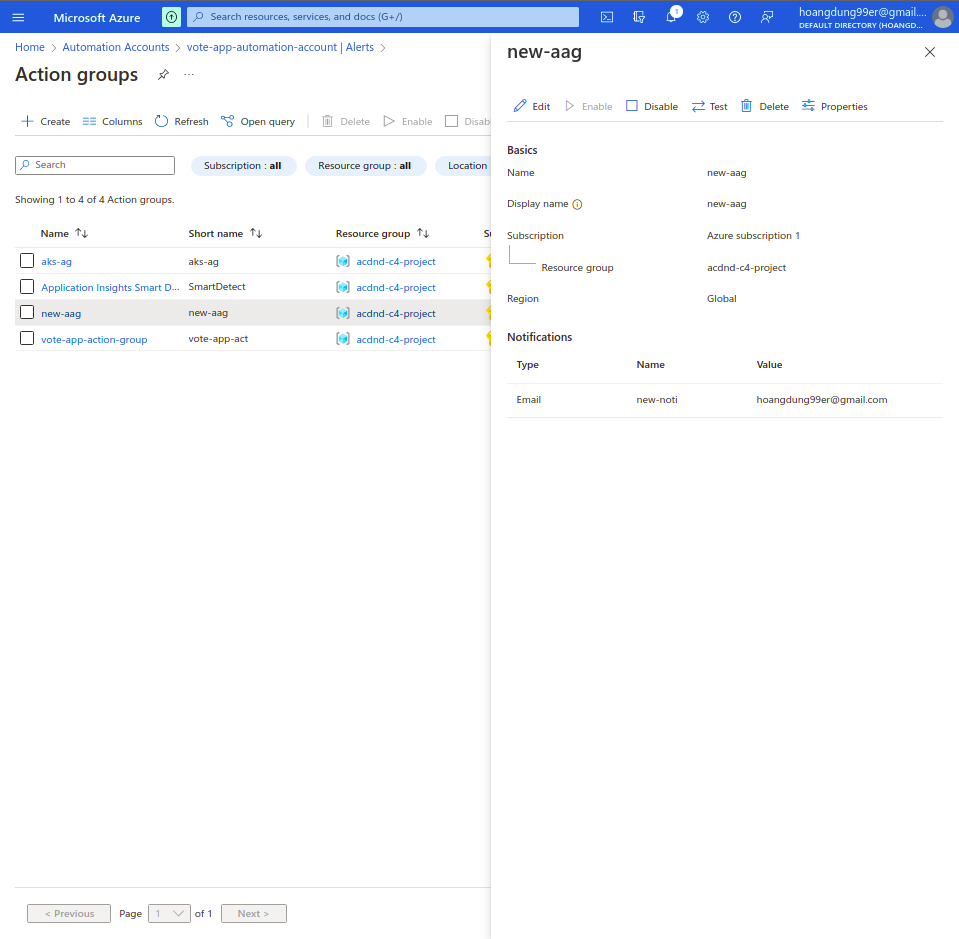 Microsoft Azure
Search resources, services, and docs (G+/)
1
hoangdung99er@gmail....
DEFAULT DIRECTORY (HOANGD...
Home > Automation Accounts > vote-app-automation-account | Alerts >
Action groups
...
Create Columns Refresh Open query Delete Enable
Search
Subscription : all Resource group : all Location
Showing 1 to 4 of 4 Action groups.
Name Short name Resource group
aks-ag aks-ag acdnd-c4-project
Application Insights Smart D... SmartDetect acdnd-c4-project
new-aag new-aag acdnd-c4-project
vote-app-action-group vote-app-act acdnd-c4-project
< Previous Page 1 of 1 Next >
new-aag
Edit Enable Disable Test Delete Properties
Basics
Name new-aag
Display name new-aag
Subscription Azure subscription 1
Resource group acdnd-c4-project
Region Global
Notifications
Type Name Value
Email new-noti hoangdung99er@gmail.com